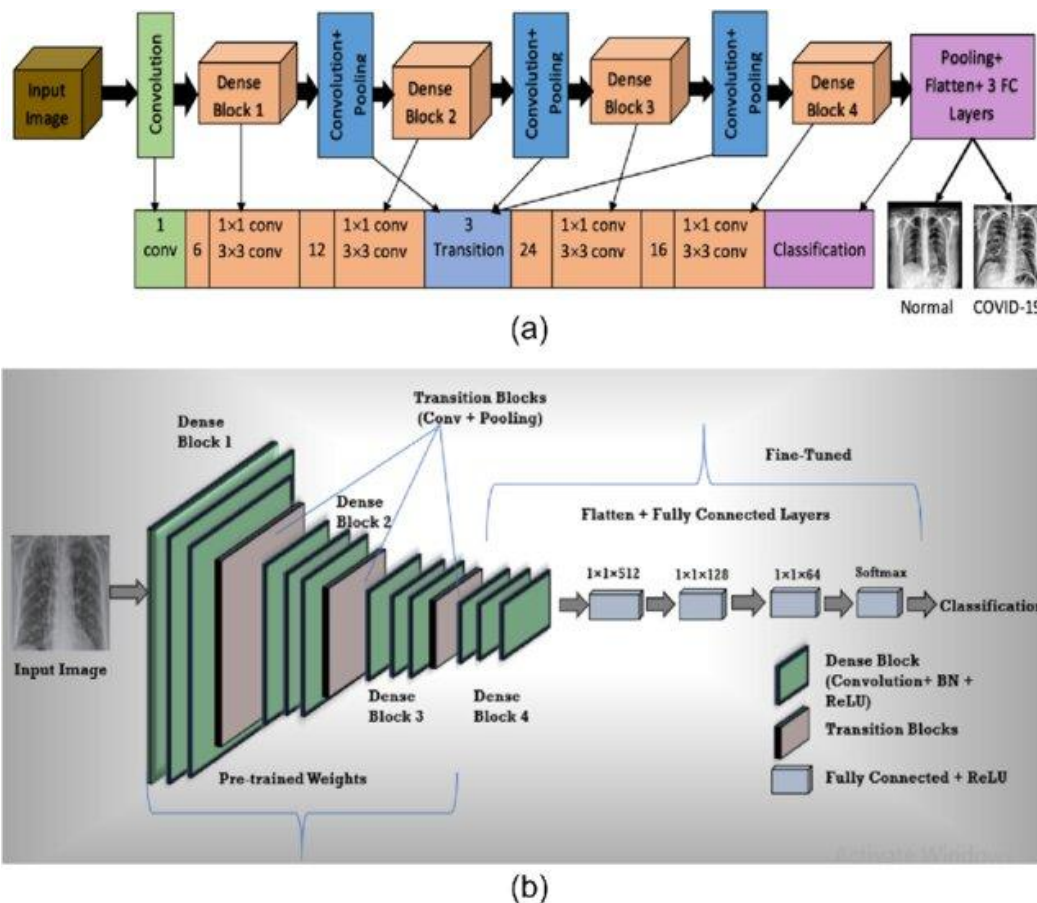 Input
Image
Convolution
Dense
Block 1
Convolution+
Pooling
Dense
Block 2
Convolution+
Pooling
Dense
Block 3
Convolution+
Pooling
Dense
Block 4
Pooling+
Flatten+ 3 FC
Layers
1
conv
6
1×1 conv
3×3 conv
12
1×1 conv
3×3 conv
3
Transition
24
1×1 conv
3×3 conv
16
1×1 conv
3×3 conv
Classification
Normal
COVID-19
(a)
Transition Blocks
(Conv + Pooling)
Dense
Block 1
Fine-Tuned
Dense
Block 2
Flatten + Fully Connected Layers
1×1×512
1×1×128
1×1×64
Softmax
Classification
Input Image
Dense
Block 3
Dense
Block 4
Dense Block
(Convolution+ BN +
ReLU)
Transition Blocks
Fully Connected + ReLU
Pre-trained Weights
Activate Windows
(b)